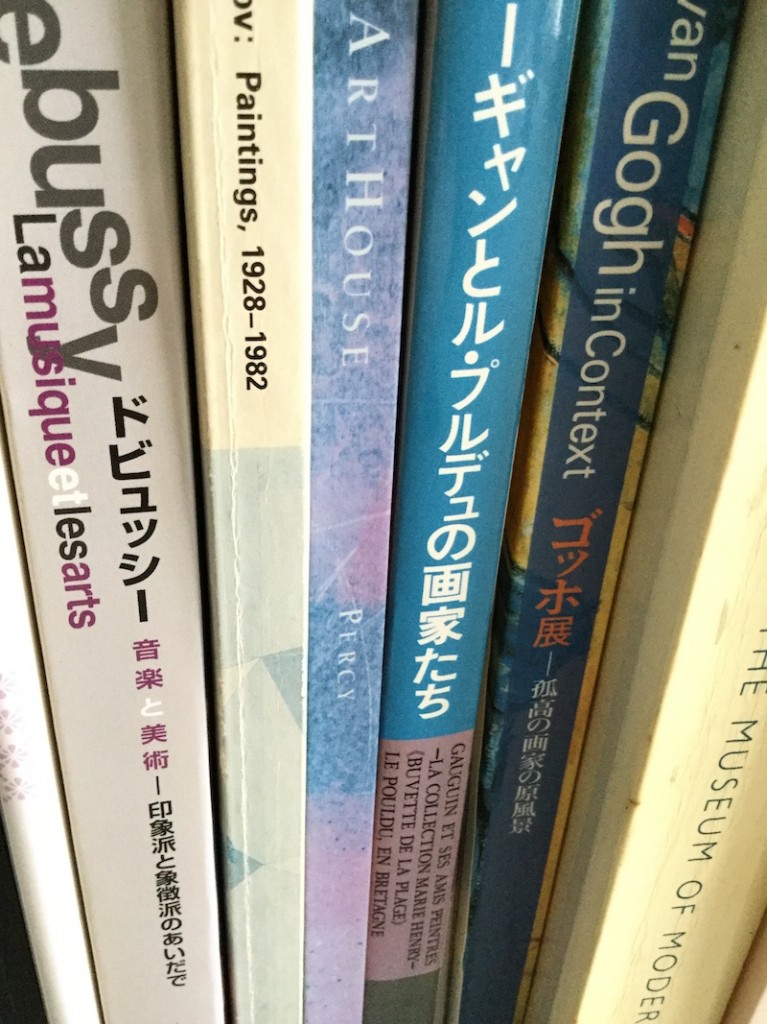 ebussy
La musique et les arts
ドビュッシー 音楽と美術―印象派と象徴派のあいだで
ov: Paintings, 1928–1982
ART HOUSE
PERCY
ーギャンとル・プルデュの画家たち
GAUGUIN ET SES AMIS PEINTRES
–LA COLLECTION MARIE HENRY–
《BUVETTE DE LA PLAGE》
LE POULDU, EN BRETAGNE
van Gogh in Context
ゴッホ展―孤高の画家の原風景
THE MUSEUM OF MODER